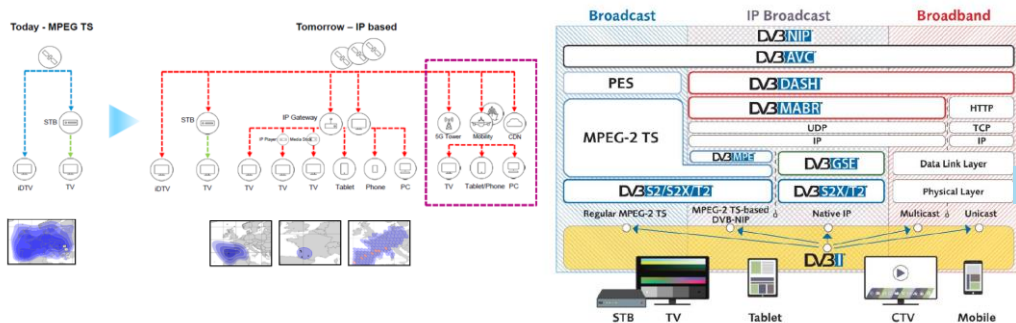 Today - MPEG TS
Tomorrow – IP based
STB
iDTV
TV
STB
IP Gateway
IP Player
5G Tower
Mobility
CDN
iDTV
TV
TV
TV
TV
Tablet
Phone
PC
TV
Tablet/Phone
PC
Broadcast
IP Broadcast
Broadband
DVB NIP
DVB AVC
PES
DVB DASH
DVB MABR
HTTP
MPEG-2 TS
UDP
TCP
IP
IP
DVB MPE
DVB GSE
Data Link Layer
DVB S2/S2X/T2
DVB S2X/T2
Physical Layer
Regular MPEG-2 TS
MPEG-2 TS-based
DVB-NIP
Native IP
Multicast
Unicast
DVB I
STB
TV
Tablet
CTV
Mobile